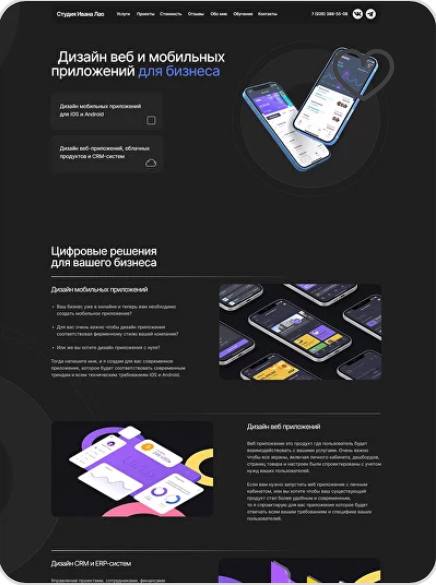 Студия Ивана Лао
Услуги Проекты Стоимость Отзывы Обо мне Обучение Контакты
Дизайн веб и мобильных
приложений для бизнеса
Дизайн мобильных приложений
для iOS и Android
Дизайн веб-приложений, облачных
продуктов и CRM-систем
Цифровые решения
для вашего бизнеса
Дизайн мобильных приложений
Ваш бизнес уже в онлайне и теперь вам необходимо
создать мобильное приложение?
Для вас очень важно чтобы дизайн приложения
соответствовал фирменному стилю вашей компании?
Или же вы хотите дизайн приложения с нуля?
Тогда напишите мне, и я создам для вас современное
приложение, которое будет соответствовать современным
трендам и всем техническим требованиям iOS и Android.
Дизайн веб приложений
Веб приложение это продукт где пользователь будет
взаимодействовать с вашими услугами. Очень важно
чтобы все экраны, включая личного кабинета, дашбордов,
страниц товара и настроек были спроектированы с учетом
нужд ваших пользователей.
Если вам нужно запустить веб приложение с личным
кабинетом, или вы хотите чтобы ваш существующий
продукт стал более удобным и современным,
то я спроектирую для вас приложение которое будет
отвечать всем вашим требованиям и специфике ваших
пользователей.
Дизайн CRM и ERP-систем
Управление проектами, сотрудниками, финансами